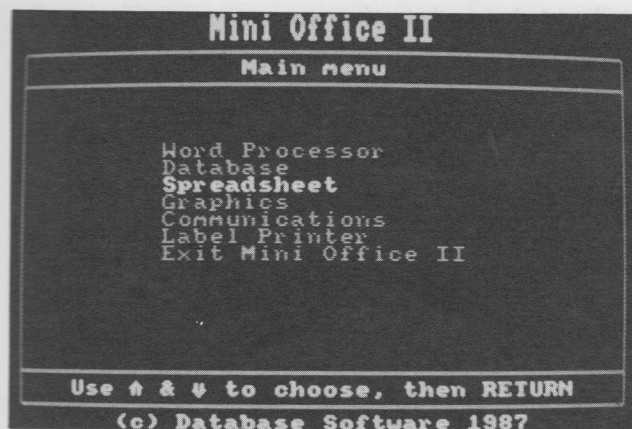 Mini Office II
Main menu
Word Processor
Database
Spreadsheet
Graphics
Communications
Label Printer
Exit Mini Office II
Use ⇑ & ⇓ to choose, then RETURN
(c) Database Software 1987